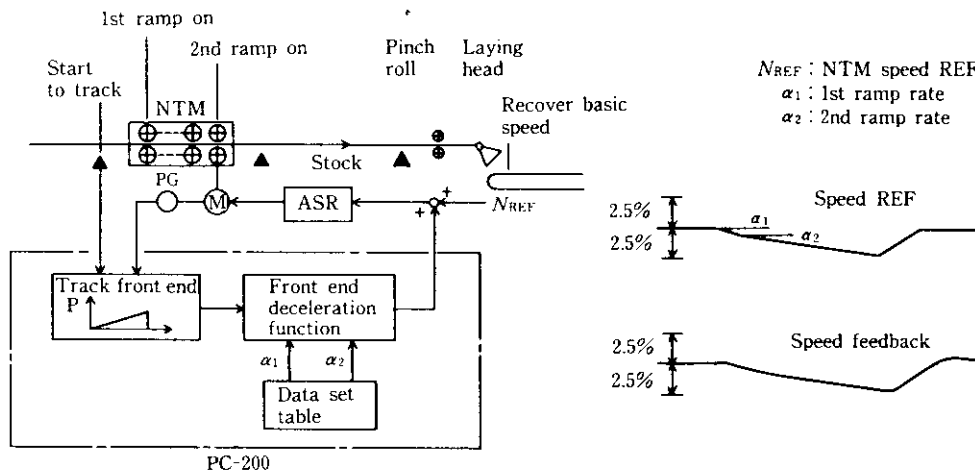 1st ramp on
2nd ramp on
Pinch
roll
Laying
head
Start
to track
NTM
Recover basic
speed
Stock
PG
M
ASR
+
+
NREF
Track front end
P
Front end
deceleration
function
α1
α2
Data set
table
PC-200
NREF : NTM speed REF
α1 : 1st ramp rate
α2 : 2nd ramp rate
Speed REF
2.5%
2.5%
α1
α2
Speed feedback
2.5%
2.5%